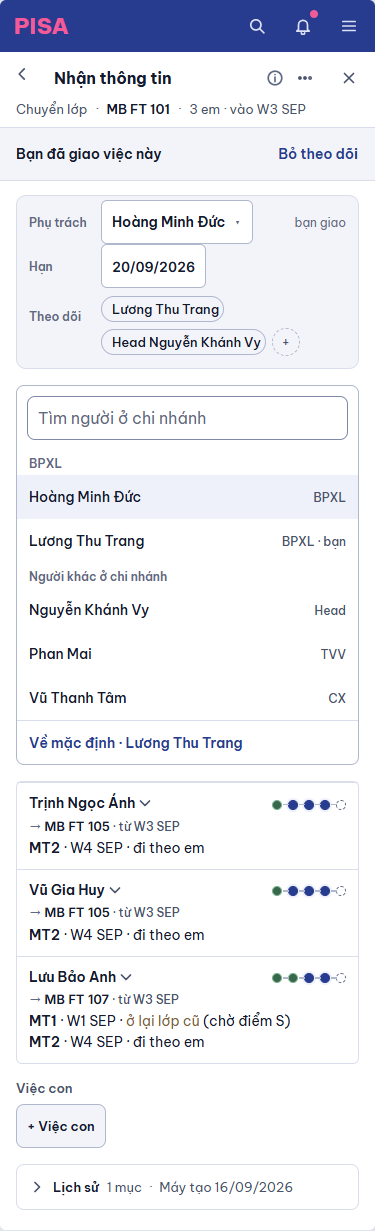 PISA
Nhận thông tin
Chuyển lớp · MB FT 101 · 3 em · vào W3 SEP
Bạn đã giao việc này Bỏ theo dõi
Phụ trách Hoàng Minh Đức bạn giao
Hạn 20/09/2026
Theo dõi Lương Thu Trang
Head Nguyễn Khánh Vy +
Tìm người ở chi nhánh
BPXL
Hoàng Minh Đức BPXL
Lương Thu Trang BPXL · bạn
Người khác ở chi nhánh
Nguyễn Khánh Vy Head
Phan Mai TVV
Vũ Thanh Tâm CX
Về mặc định · Lương Thu Trang
Trịnh Ngọc Ánh
→ MB FT 105 · từ W3 SEP
MT2 · W4 SEP · đi theo em
Vũ Gia Huy
→ MB FT 105 · từ W3 SEP
MT2 · W4 SEP · đi theo em
Lưu Bảo Anh
→ MB FT 107 · từ W3 SEP
MT1 · W1 SEP · ở lại lớp cũ (chờ điểm S)
MT2 · W4 SEP · đi theo em
Việc con
+ Việc con
Lịch sử 1 mục · Máy tạo 16/09/2026